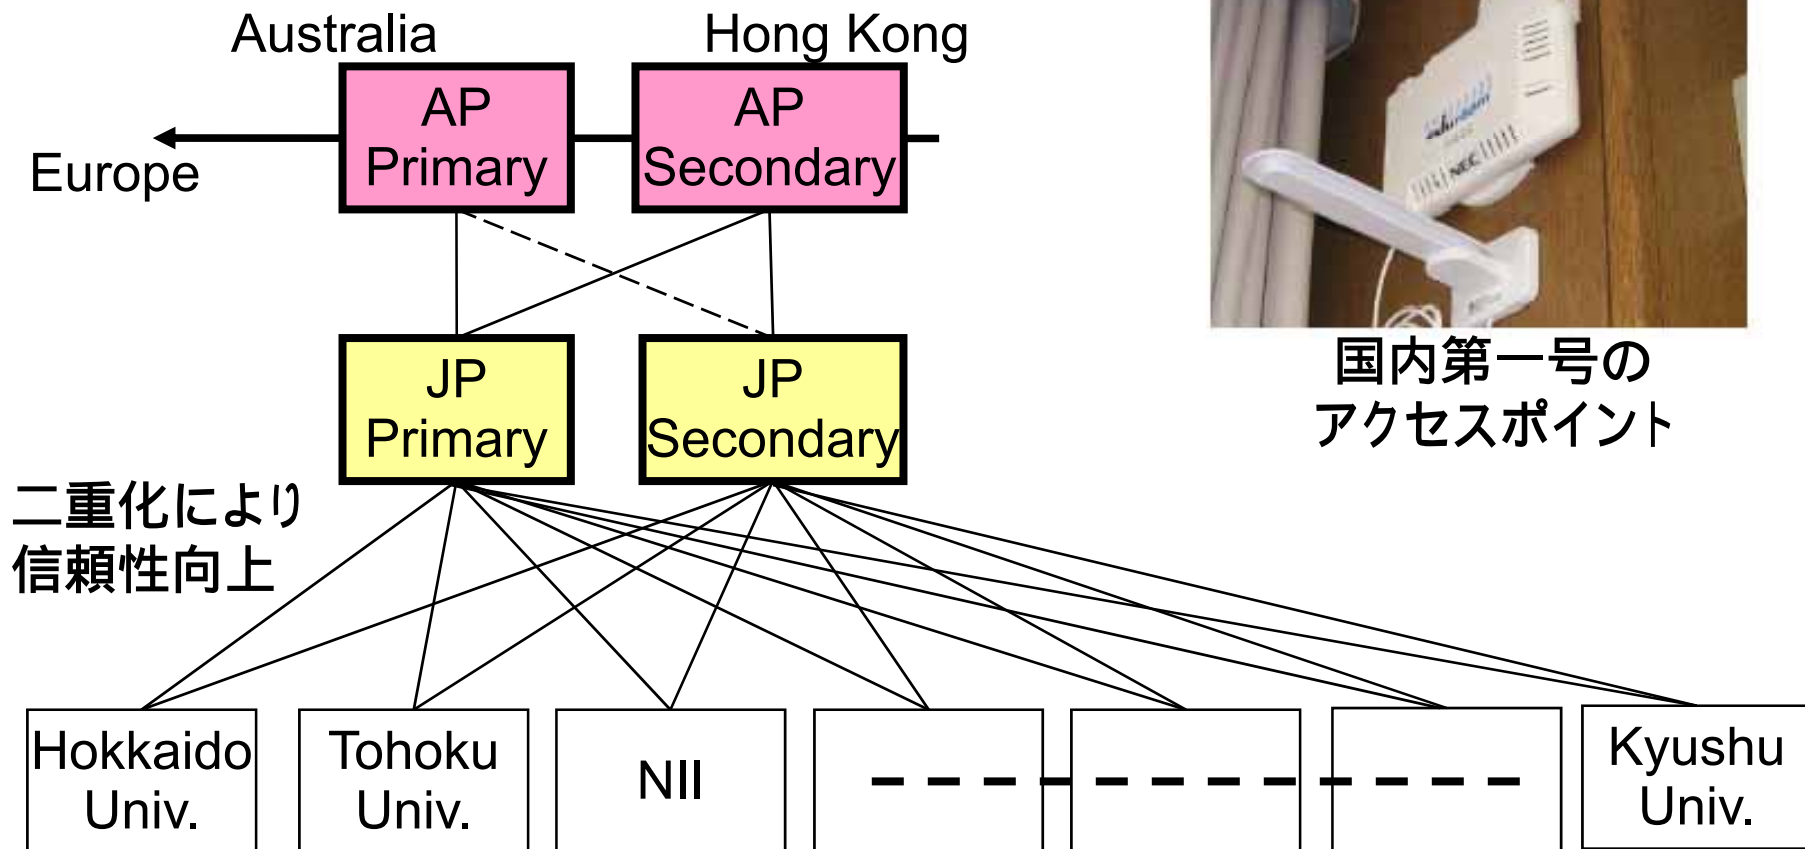 Australia
Hong Kong
AP
Primary
AP
Secondary
Europe
eduroam
NEC
国内第一号の
アクセスポイント
JP
Primary
JP
Secondary
二重化により
信頼性向上
Hokkaido
Univ.
Tohoku
Univ.
NII
Kyushu
Univ.